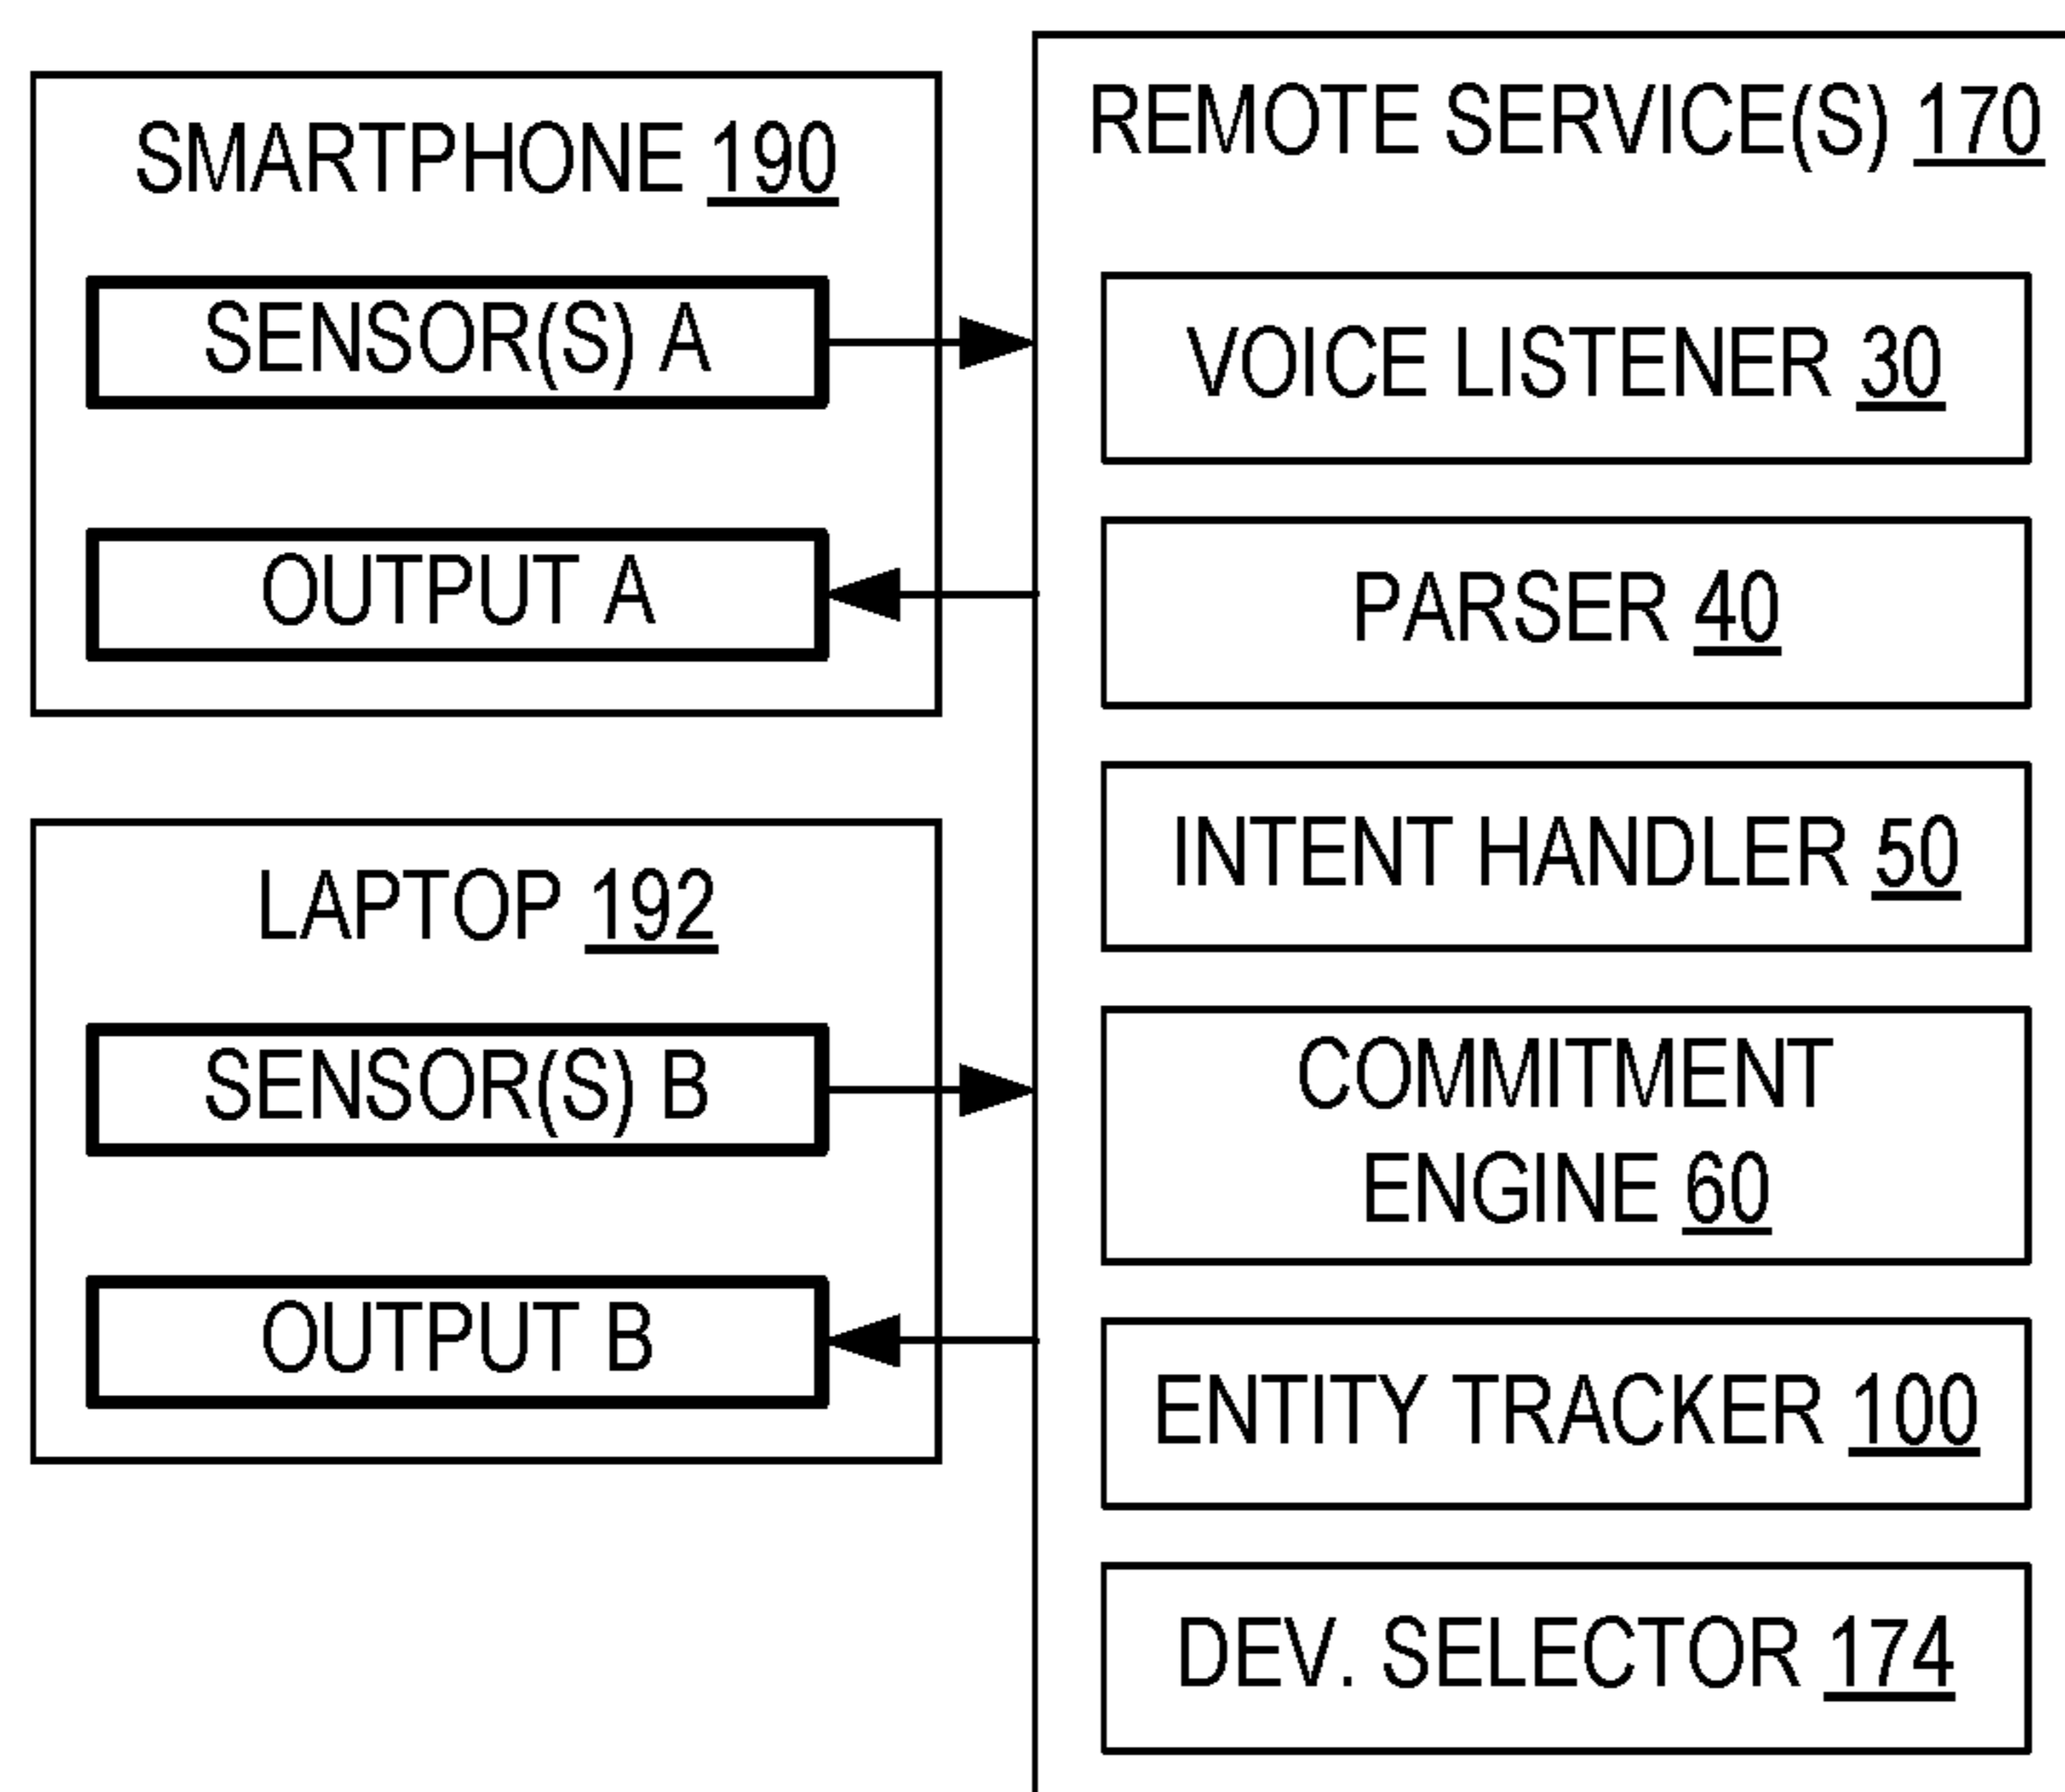 SMARTPHONE 190
SENSOR(S) A
OUTPUT A
LAPTOP 192
SENSOR(S) B
OUTPUT B
REMOTE SERVICE(S) 170
VOICE LISTENER 30
PARSER 40
INTENT HANDLER 50
COMMITMENT
ENGINE 60
ENTITY TRACKER 100
DEV. SELECTOR 174